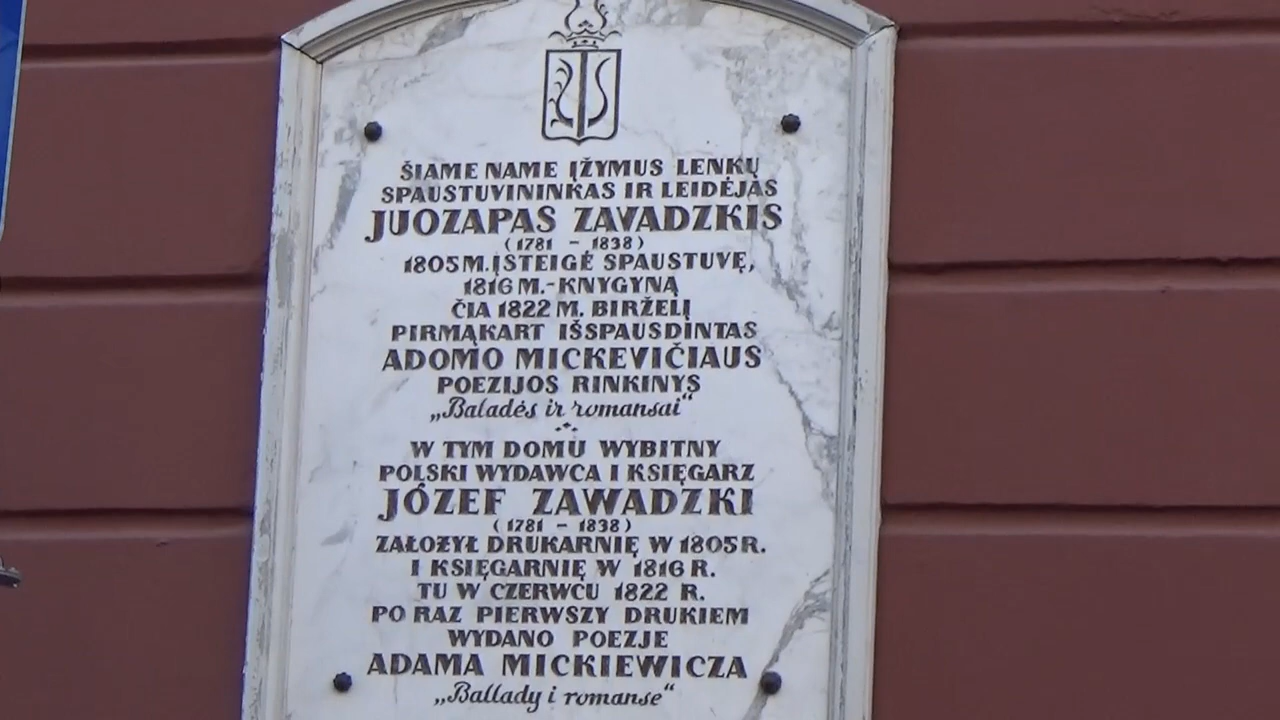 ŠIAME NAME ĮŽYMUS LENKŲ
SPAUSTUVININKAS IR LEIDĖJAS
JUOZAPAS ZAVADZKIS
(1781 – 1838)
1805 M. ĮSTEIGĖ SPAUSTUVĘ,
1816 M.-KNYGYNĄ
ČIA 1822 M. BIRŽELĮ
PIRMĄKART IŠSPAUSDINTAS
ADOMO MICKEVIČIAUS
POEZIJOS RINKINYS
„Baladės ir romansai“
W TYM DOMU WYBITNY
POLSKI WYDAWCA I KSIĘGARZ
JÓZEF ZAWADZKI
(1781 – 1838)
ZAŁOŻYŁ DRUKARNIĘ W 1805 R.
I KSIĘGARNIĘ W 1816 R.
TU W CZERWCU 1822 R.
PO RAZ PIERWSZY DRUKIEM
WYDANO POEZJE
ADAMA MICKIEWICZA
„Ballady i romanse“